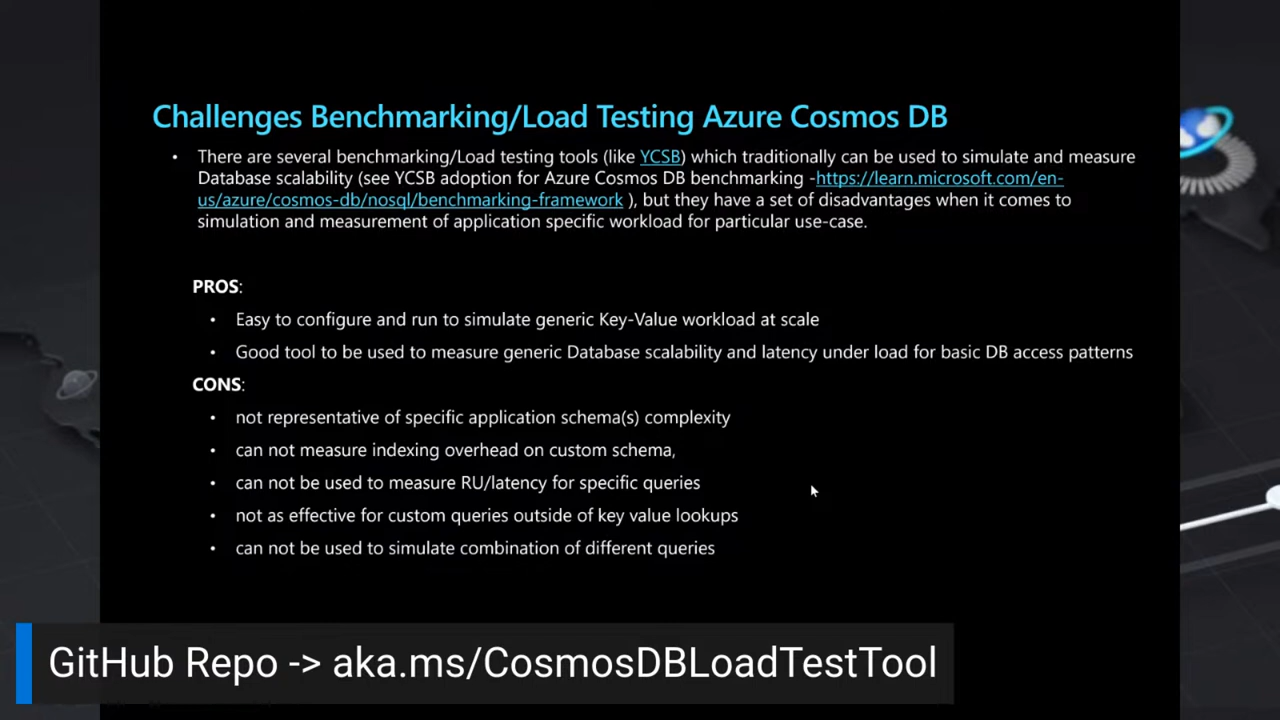 Challenges Benchmarking/Load Testing Azure Cosmos DB
• There are several benchmarking/Load testing tools (like YCSB) which traditionally can be used to simulate and measure
Database scalability (see YCSB adoption for Azure Cosmos DB benchmarking -https://learn.microsoft.com/en-
us/azure/cosmos-db/nosql/benchmarking-framework ), but they have a set of disadvantages when it comes to
simulation and measurement of application specific workload for particular use-case.
PROS:
• Easy to configure and run to simulate generic Key-Value workload at scale
• Good tool to be used to measure generic Database scalability and latency under load for basic DB access patterns
CONS:
• not representative of specific application schema(s) complexity
• can not measure indexing overhead on custom schema,
• can not be used to measure RU/latency for specific queries
• not as effective for custom queries outside of key value lookups
• can not be used to simulate combination of different queries
GitHub Repo -> aka.ms/CosmosDBLoadTestTool